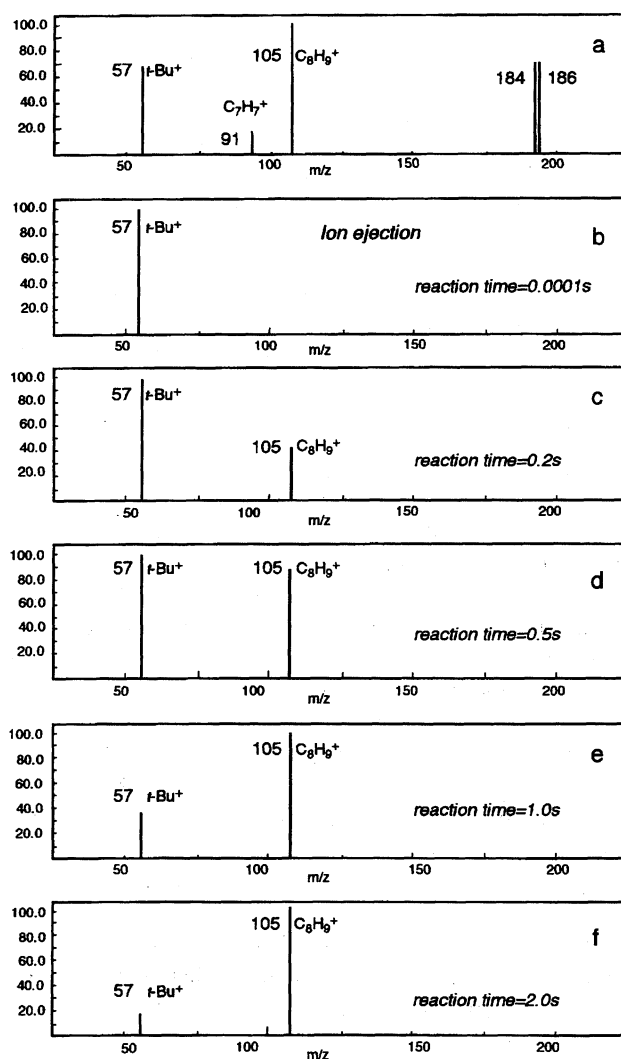 100.0
80.0
60.0
40.0
20.0
57 t-Bu⁺
C₇H₇⁺
91
105 C₈H₉⁺
184 186
a
50 100 150 200
m/z
100.0
80.0
60.0
40.0
20.0
57 t-Bu⁺
Ion ejection
b
reaction time=0.0001s
50 100 150 200
m/z
100.0
80.0
60.0
40.0
20.0
57 t-Bu⁺
105 C₈H₉⁺
c
reaction time=0.2s
50 100 150 200
m/z
100.0
80.0
60.0
40.0
20.0
57 t-Bu⁺
105 C₈H₉⁺
d
reaction time=0.5s
50 100 150 200
m/z
100.0
80.0
60.0
40.0
20.0
57 t-Bu⁺
105 C₈H₉⁺
e
reaction time=1.0s
50 100 150 200
m/z
100.0
80.0
60.0
40.0
20.0
57 t-Bu⁺
105 C₈H₉⁺
f
reaction time=2.0s
50 100 150 200
m/z